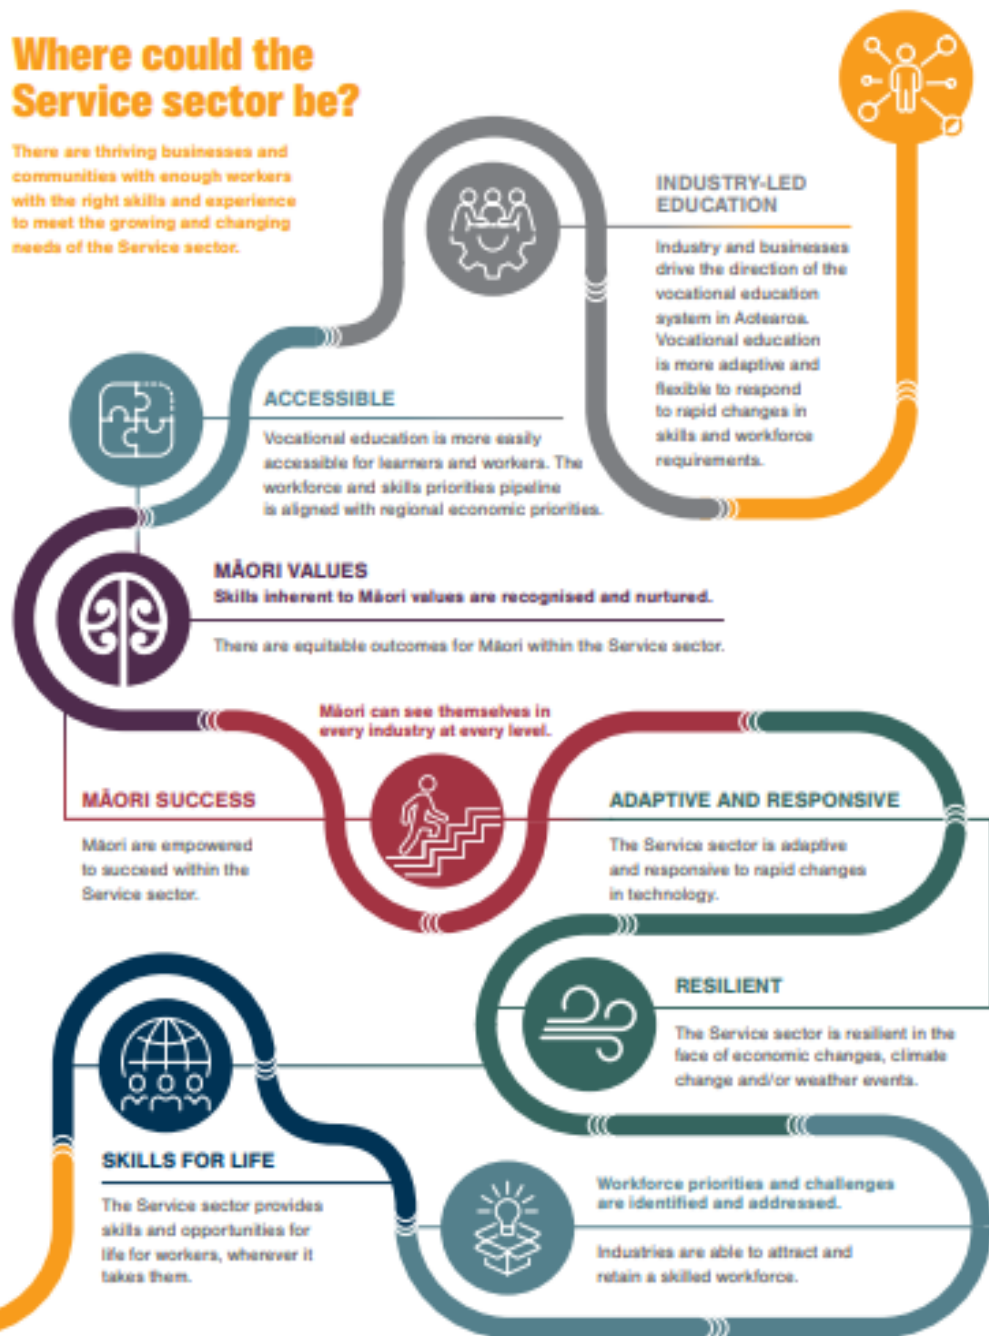 Where could the
Service sector be?
There are thriving businesses and
communities with enough workers
with the right skills and experience
to meet the growing and changing
needs of the Service sector.
INDUSTRY-LED
EDUCATION
Industry and businesses
drive the direction of the
vocational education
system in Aotearoa.
Vocational education
is more adaptive and
flexible to respond
to rapid changes in
skills and workforce
requirements.
ACCESSIBLE
Vocational education is more easily
accessible for learners and workers. The
workforce and skills priorities pipeline
is aligned with regional economic priorities.
MĀORI VALUES
Skills inherent to Māori values are recognised and nurtured.
There are equitable outcomes for Māori within the Service sector.
Māori can see themselves in
every industry at every level.
MĀORI SUCCESS
Māori are empowered
to succeed within the
Service sector.
ADAPTIVE AND RESPONSIVE
The Service sector is adaptive
and responsive to rapid changes
in technology.
RESILIENT
The Service sector is resilient in the
face of economic changes, climate
change and/or weather events.
SKILLS FOR LIFE
The Service sector provides
skills and opportunities for
life for workers, wherever it
takes them.
Workforce priorities and challenges
are identified and addressed.
Industries are able to attract and
retain a skilled workforce.